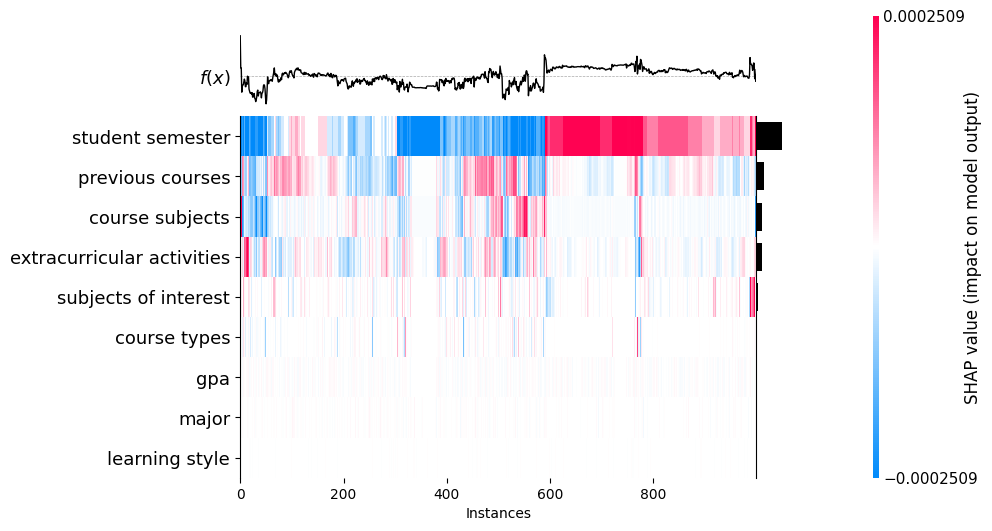 0.0002509
f(x)
student semester
previous courses
course subjects
extracurricular activities
subjects of interest
course types
gpa
major
learning style
0 200 400 600 800
Instances
−0.0002509
SHAP value (impact on model output)